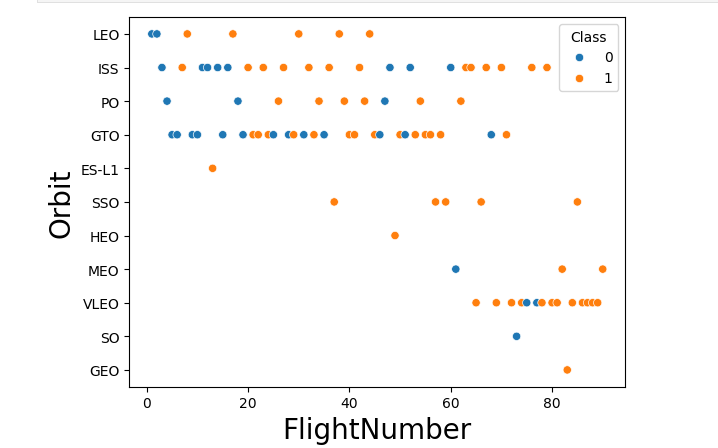 LEO
ISS
PO
GTO
ES-L1
SSO
HEO
MEO
VLEO
SO
GEO
Orbit
Class
0
1
0 20 40 60 80
FlightNumber